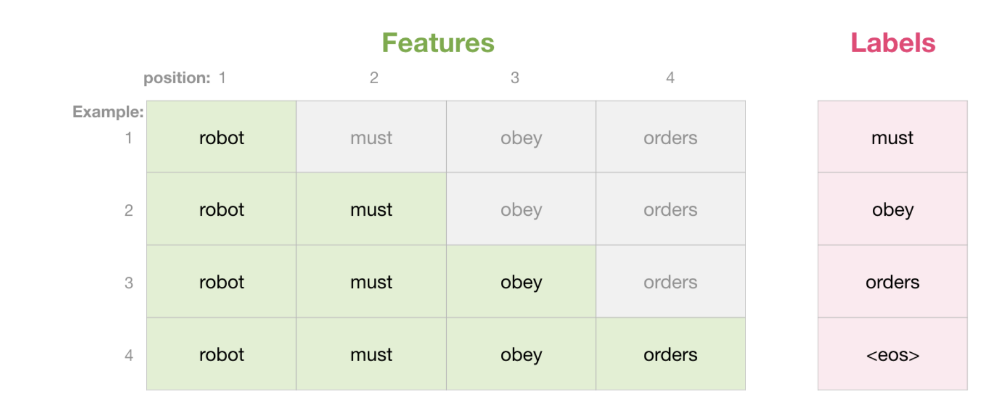 Features Labels
position: 1 2 3 4
Example:
1 robot must obey orders must
2 robot must obey orders obey
3 robot must obey orders orders
4 robot must obey orders <eos>